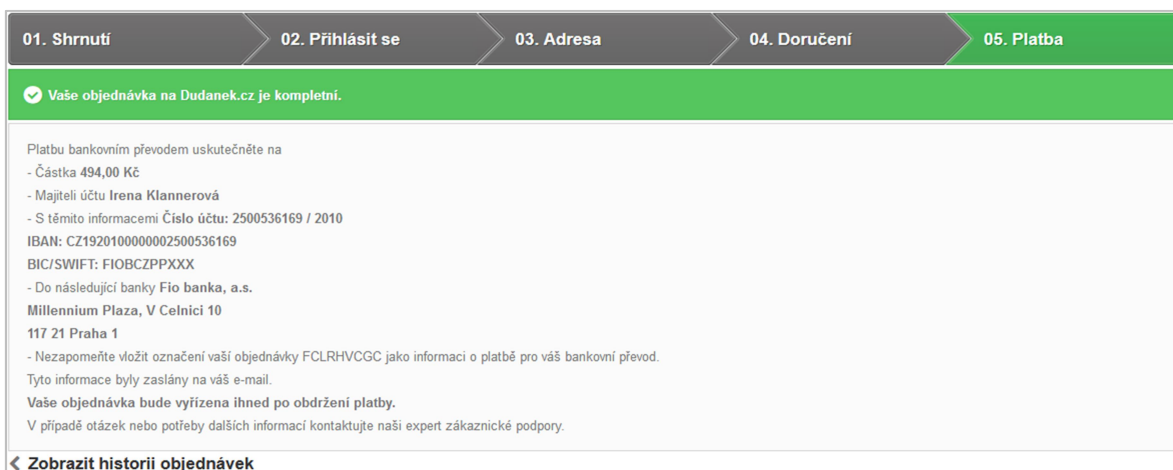 01. Shrnutí
02. Přihlásit se
03. Adresa
04. Doručení
05. Platba
Vaše objednávka na Dudanek.cz je kompletní.
Platbu bankovním převodem uskutečněte na
- Částka 494,00 Kč
- Majiteli účtu Irena Klannerová
- S těmito informacemi Číslo účtu: 2500536169 / 2010
IBAN: CZ1920100000002500536169
BIC/SWIFT: FIOBCZPPXXX
- Do následující banky Fio banka, a.s.
Millennium Plaza, V Celnici 10
117 21 Praha 1
- Nezapomeňte vložit označení vaší objednávky FCLRHVCGC jako informaci o platbě pro váš bankovní převod.
Tyto informace byly zaslány na váš e-mail.
Vaše objednávka bude vyřízena ihned po obdržení platby.
V případě otázek nebo potřeby dalších informací kontaktujte naši expert zákaznické podpory.
Zobrazit historii objednávek